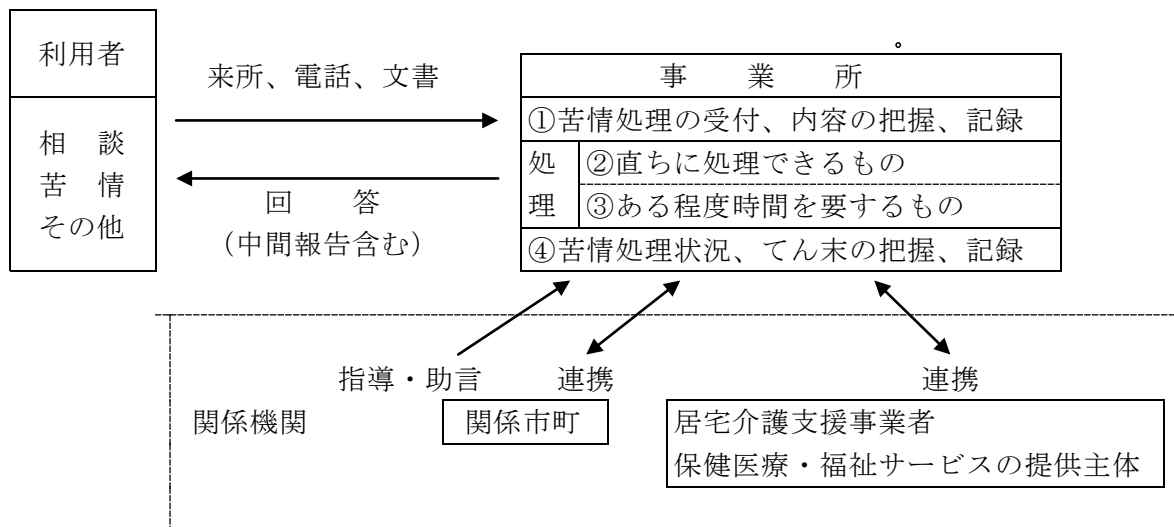 利用者
相　談
苦　情
その他
来所、電話、文書
回　　答
（中間報告含む）
。
事　　業　　所
①苦情処理の受付、内容の把握、記録
処理
②直ちに処理できるもの
③ある程度時間を要するもの
④苦情処理状況、てん末の把握、記録
指導・助言
連携
連携
関係機関
関係市町
居宅介護支援事業者
保健医療・福祉サービスの提供主体